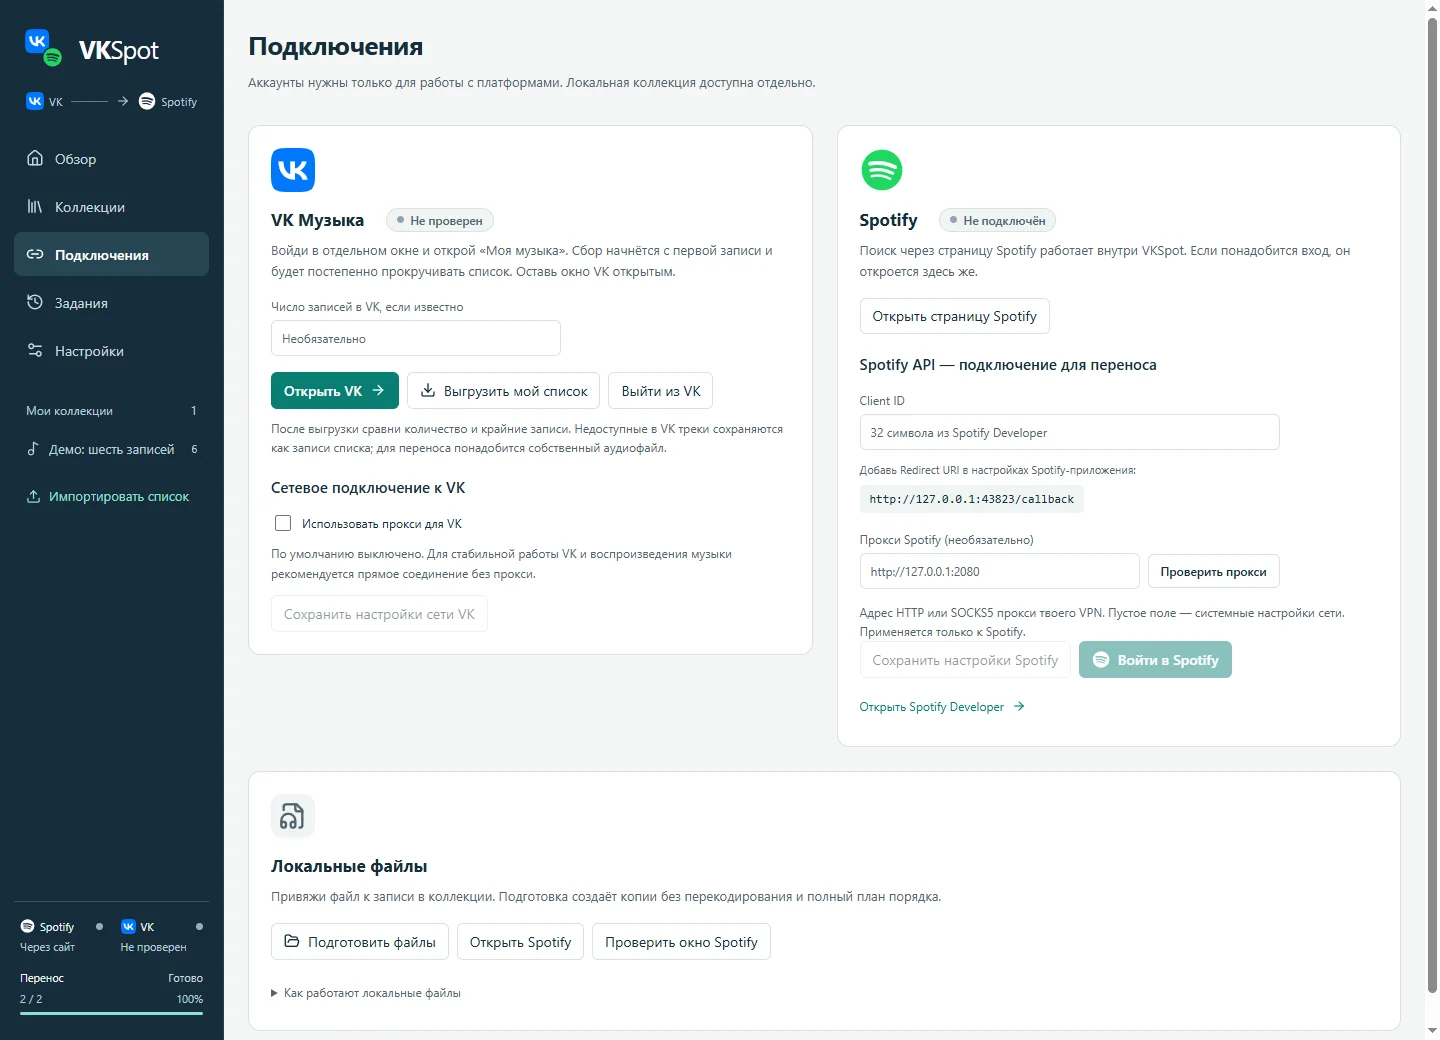 VKSpot
VK → Spotify
Обзор
Коллекции
Подключения
Задания
Настройки
Мои коллекции 1
Демо: шесть записей 6
Импортировать список
Spotify VK
Через сайт Не проверен
Перенос Готово
2 / 2 100%
Подключения
Аккаунты нужны только для работы с платформами. Локальная коллекция доступна отдельно.
VK Музыка Не проверен
Войди в отдельном окне и открой «Моя музыка». Сбор начнётся с первой записи и
будет постепенно прокручивать список. Оставь окно VK открытым.
Число записей в VK, если известно
Необязательно
Открыть VK → Выгрузить мой список Выйти из VK
После выгрузки сравни количество и крайние записи. Недоступные в VK треки сохраняются
как записи списка; для переноса понадобится собственный аудиофайл.
Сетевое подключение к VK
Использовать прокси для VK
По умолчанию выключено. Для стабильной работы VK и воспроизведения музыки
рекомендуется прямое соединение без прокси.
Сохранить настройки сети VK
Spotify Не подключён
Поиск через страницу Spotify работает внутри VKSpot. Если понадобится вход, он
откроется здесь же.
Открыть страницу Spotify
Spotify API — подключение для переноса
Client ID
32 символа из Spotify Developer
Добавь Redirect URI в настройках Spotify-приложения:
http://127.0.0.1:43823/callback
Прокси Spotify (необязательно)
http://127.0.0.1:2080 Проверить прокси
Адрес HTTP или SOCKS5 прокси твоего VPN. Пустое поле — системные настройки сети.
Применяется только к Spotify.
Сохранить настройки Spotify Войти в Spotify
Открыть Spotify Developer →
Локальные файлы
Привяжи файл к записи в коллекции. Подготовка создаёт копии без перекодирования и полный план порядка.
Подготовить файлы Открыть Spotify Проверить окно Spotify
Как работают локальные файлы